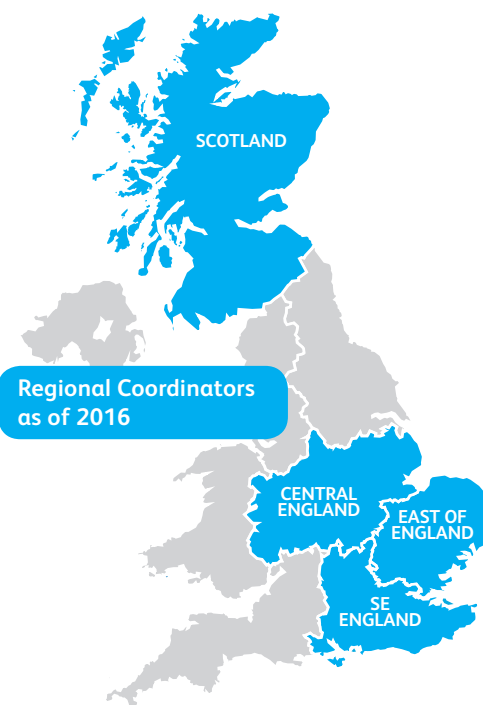 SCOTLAND
Regional Coordinators
as of 2016
CENTRAL
ENGLAND
EAST OF
ENGLAND
SE
ENGLAND